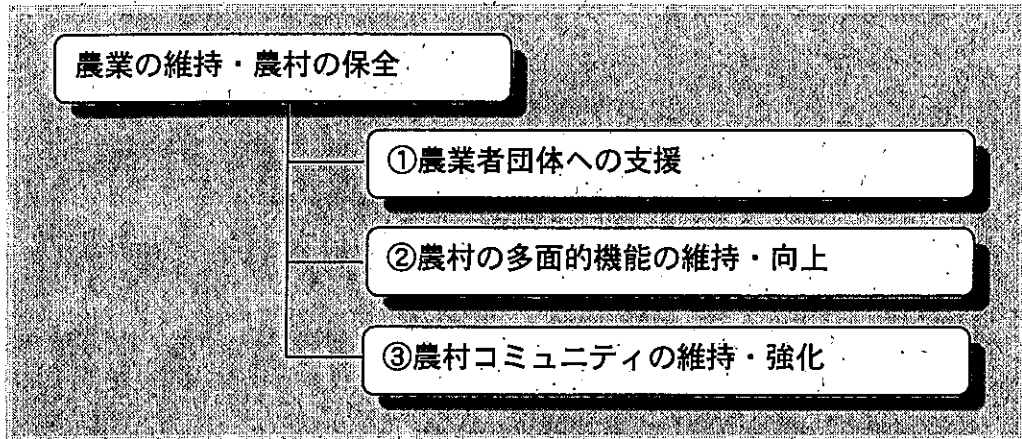 農業の維持・農村の保全
①農業者団体への支援
②農村の多面的機能の維持・向上
③農村コミュニティの維持・強化